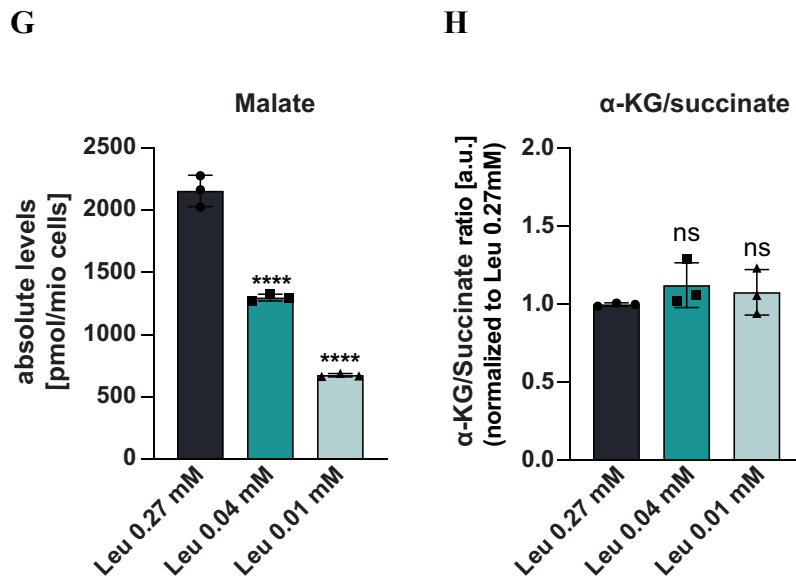 G
Malate
absolute levels
[pmol/mio cells]
2500
2000
1500
1000
500
0
****
****
Leu 0.27 mM
Leu 0.04 mM
Leu 0.01 mM
H
α-KG/succinate
α-KG/Succinate ratio [a.u.]
(normalized to Leu 0.27mM)
2.0
1.5
1.0
0.5
0.0
ns
ns
Leu 0.27 mM
Leu 0.04 mM
Leu 0.01 mM